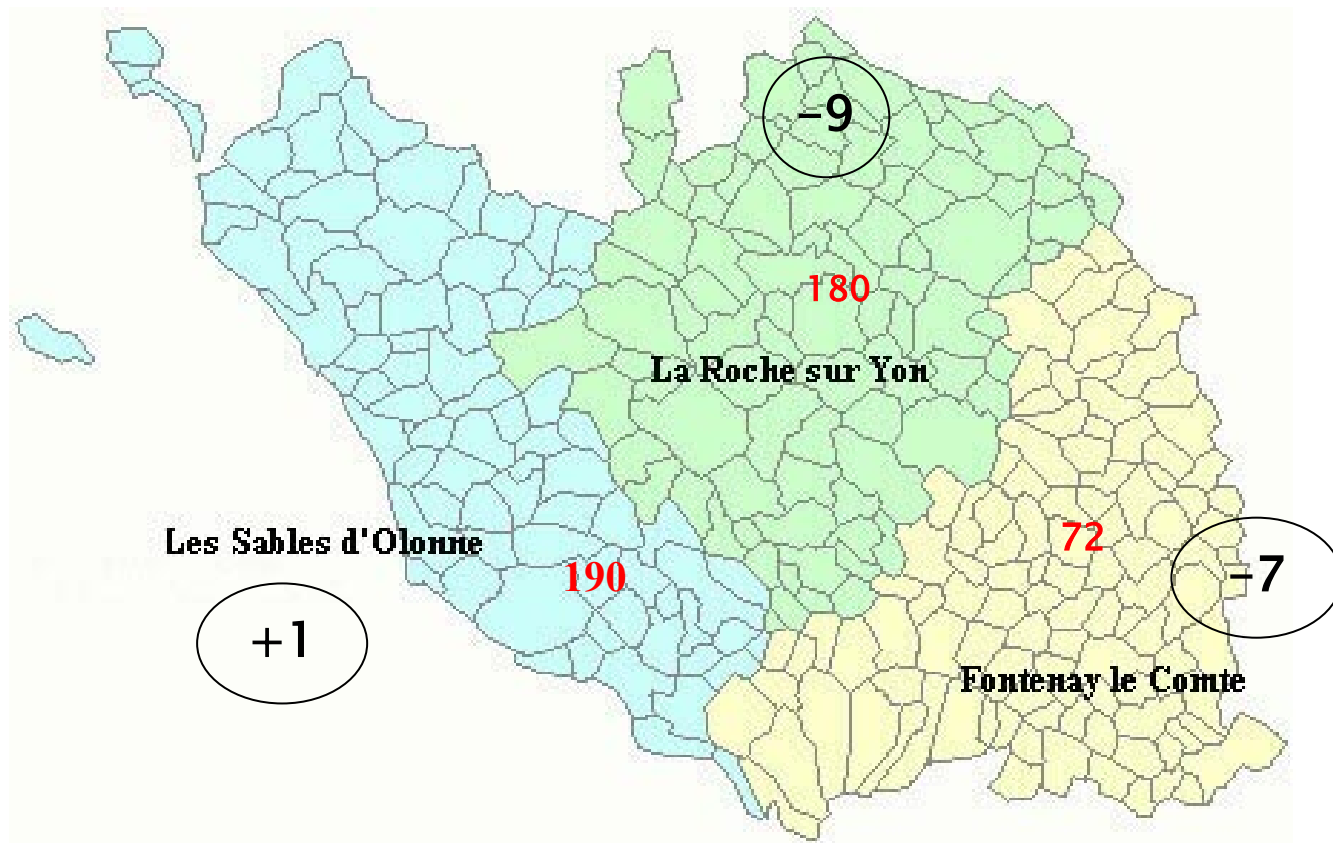 -9
180
La Roche sur Yon
72
Les Sables d'Olonne
190
-7
+1
Fontenay le Comte